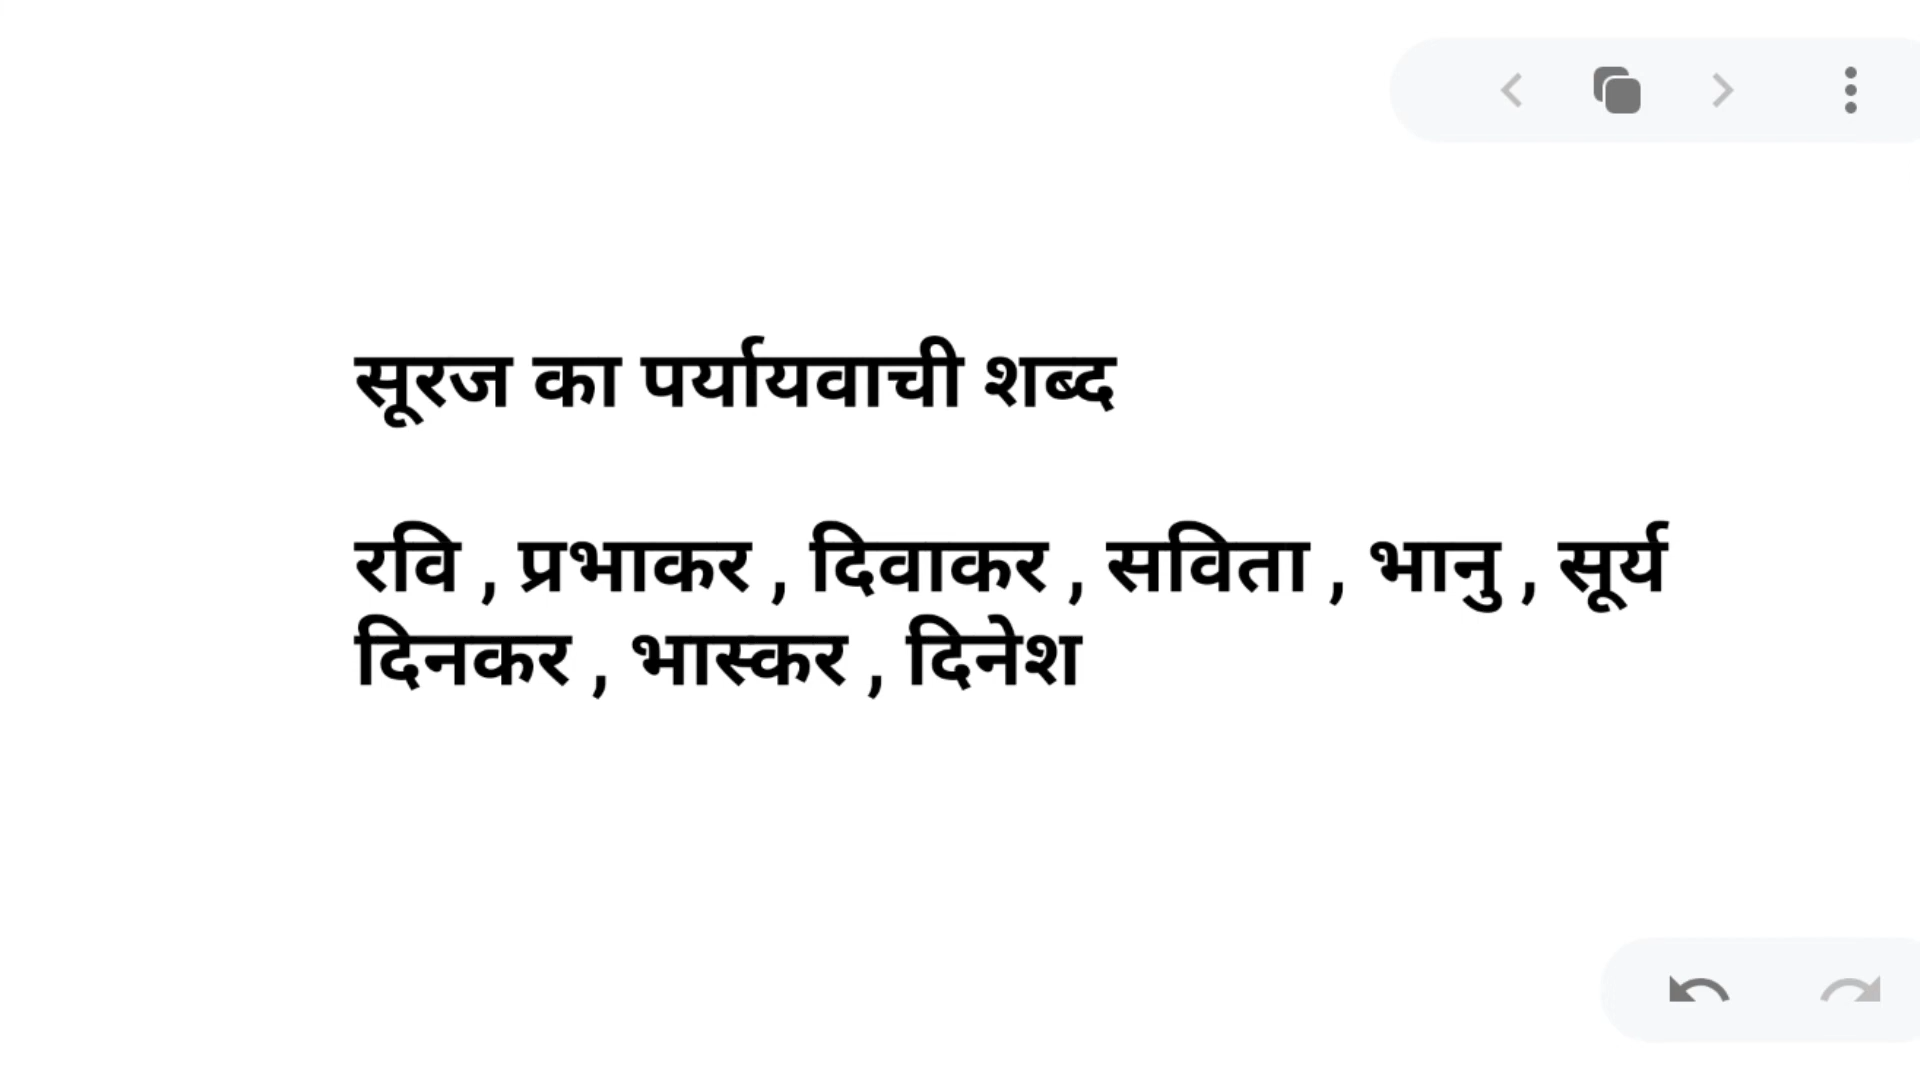 सूरज का पर्यायवाची शब्द
रवि , प्रभाकर , दिवाकर , सविता , भानु , सूर्य
दिनकर , भास्कर , दिनेश